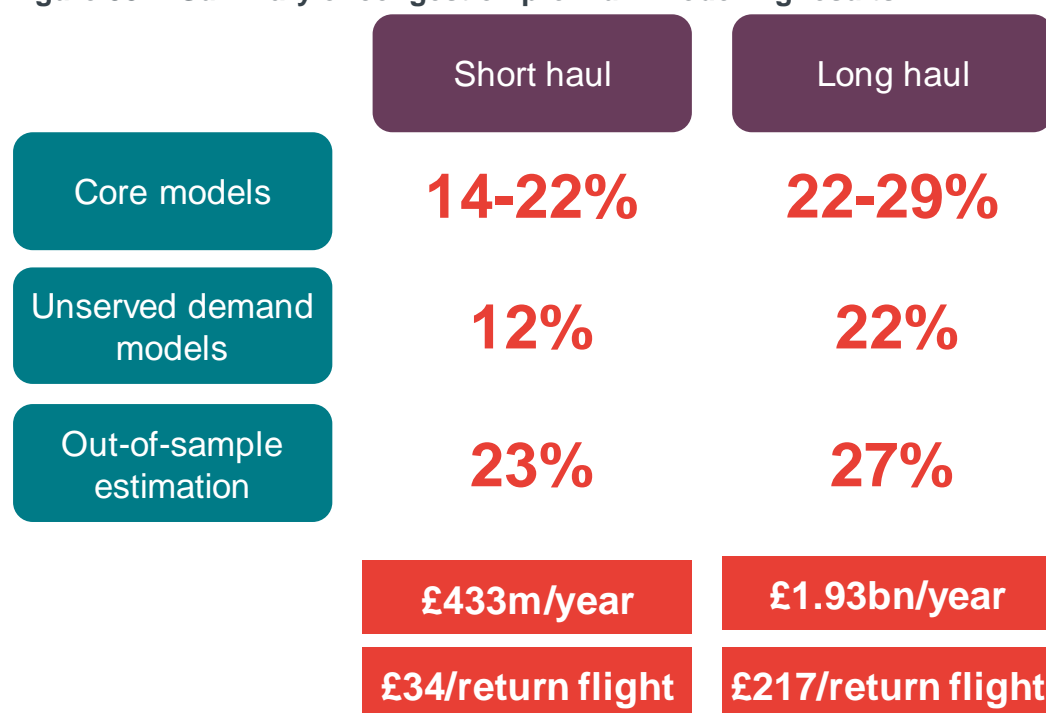 Short haul
Long haul
Core models
14-22%
22-29%
Unserved demand
models
12%
22%
Out-of-sample
estimation
23%
27%
£433m/year
£1.93bn/year
£34/return flight
£217/return flight